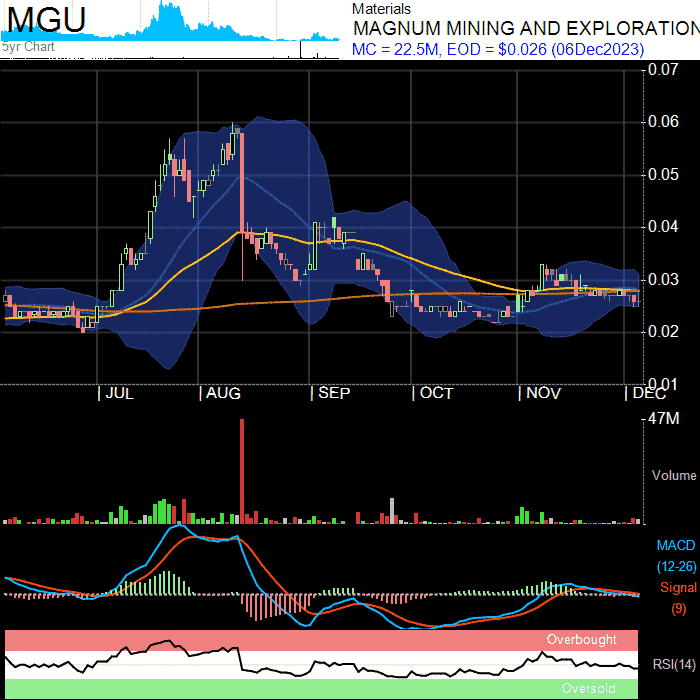 MGU
5yr Chart
Materials
MAGNUM MINING AND EXPLORATION
MC = 22.5M, EOD = $0.026 (06Dec2023)
0.07
0.06
0.05
0.04
0.03
0.02
0.01
| JUL
| AUG
| SEP
| OCT
| NOV
| DEC
47M
Volume
MACD
(12-26)
Signal
(9)
Overbought
RSI(14)
Oversold